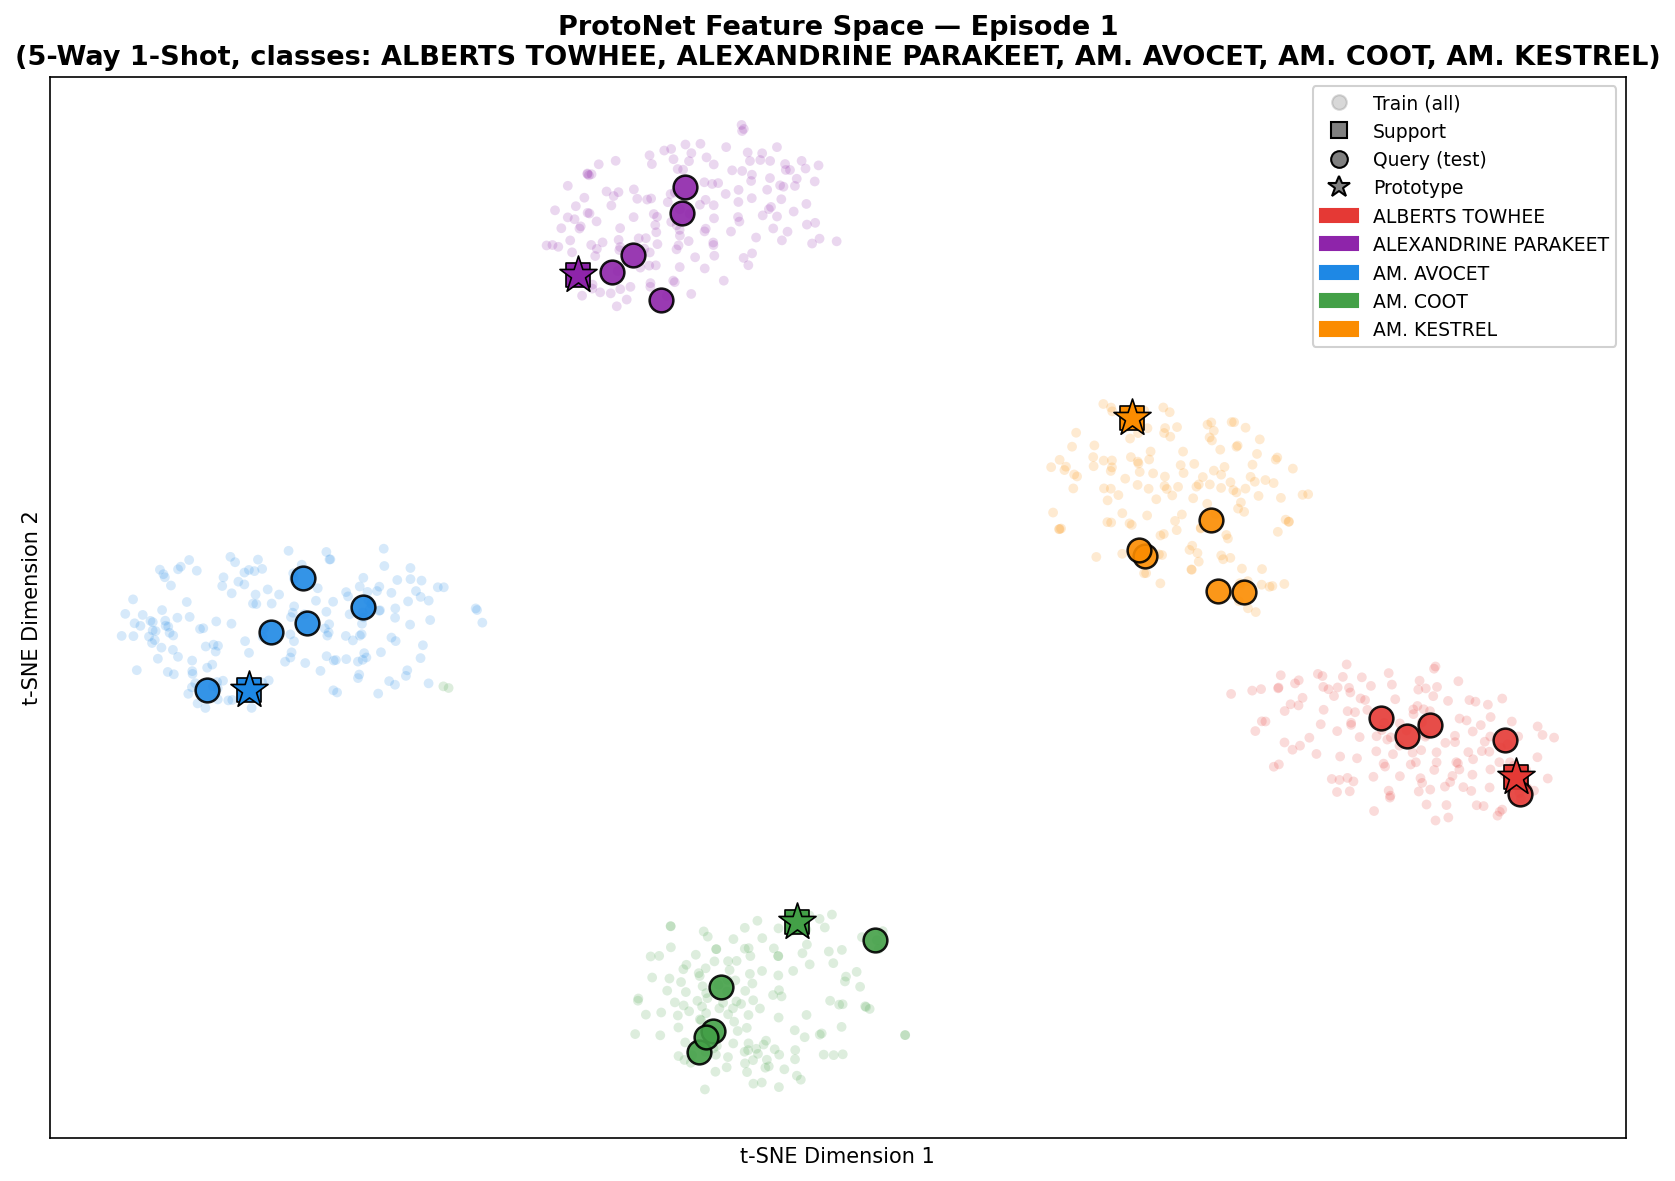 ProtoNet Feature Space — Episode 1
(5-Way 1-Shot, classes: ALBERTS TOWHEE, ALEXANDRINE PARAKEET, AM. AVOCET, AM. COOT, AM. KESTREL)
Train (all)
Support
Query (test)
Prototype
ALBERTS TOWHEE
ALEXANDRINE PARAKEET
AM. AVOCET
AM. COOT
AM. KESTREL
t-SNE Dimension 2
t-SNE Dimension 1